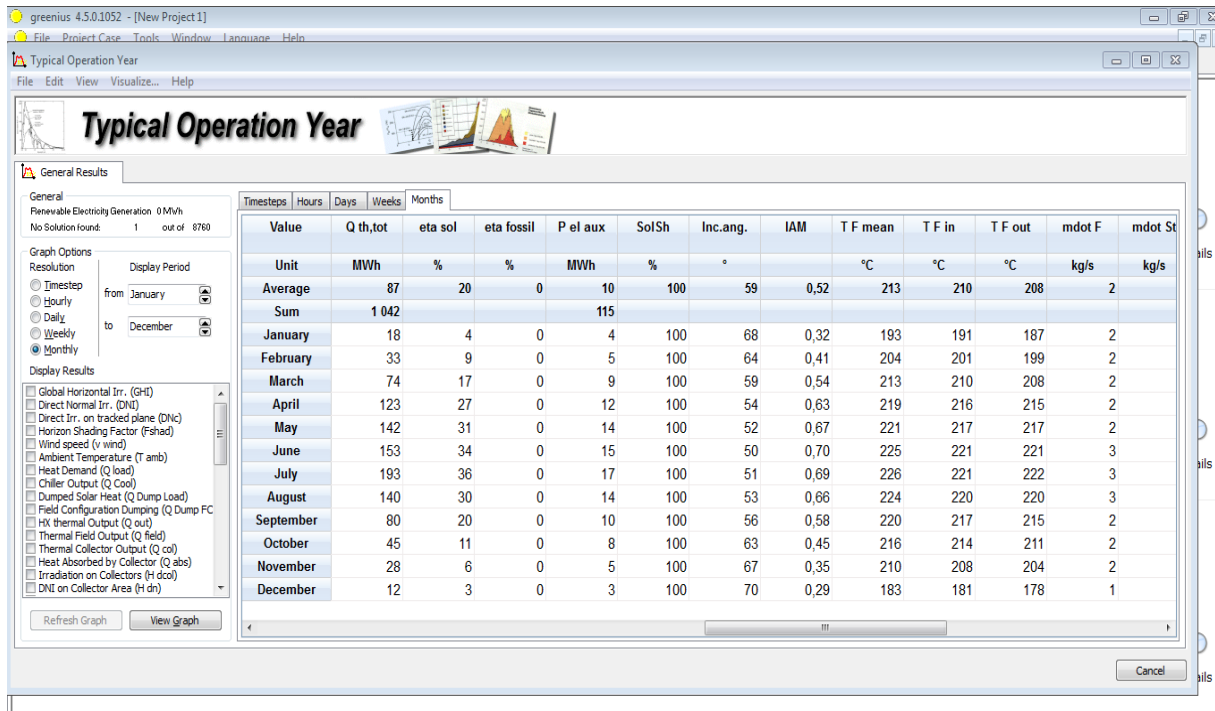 greenius 4.5.0.1052 - [New Project 1]
File Project Case Tools Window Language Help
Typical Operation Year
File Edit View Visualize... Help
Typical Operation Year
General Results
General
Renewable Electricity Generation 0 MWh
No Solution found: 1 out of 8760
Graph Options
Resolution Display Period
Timestep
Hourly
Daily
Weekly
Monthly
from January
to December
Display Results
Global Horizontal Irr. (GHI)
Direct Normal Irr. (DNI)
Direct Irr. on tracked plane (DNc)
Horizon Shading Factor (Fshad)
Wind speed (v wind)
Ambient Temperature (T amb)
Heat Demand (Q load)
Chiller Output (Q Cool)
Dumped Solar Heat (Q Dump Load)
Field Configuration Dumping (Q Dump FC
HX thermal Output (Q out)
Thermal Field Output (Q field)
Thermal Collector Output (Q col)
Heat Absorbed by Collector (Q abs)
Irradiation on Collectors (H dcol)
DNI on Collector Area (H dn)
Refresh Graph View Graph
Timesteps Hours Days Weeks Months
Value Q th,tot eta sol eta fossil P el aux SolSh Inc.ang. IAM T F mean T F in T F out mdot F mdot St
Unit MWh % % MWh % ° °C °C °C kg/s kg/s
Average 87 20 0 10 100 59 0,52 213 210 208 2
Sum 1 042 115
January 18 4 0 4 100 68 0,32 193 191 187 2
February 33 9 0 5 100 64 0,41 204 201 199 2
March 74 17 0 9 100 59 0,54 213 210 208 2
April 123 27 0 12 100 54 0,63 219 216 215 2
May 142 31 0 14 100 52 0,67 221 217 217 2
June 153 34 0 15 100 50 0,70 225 221 221 3
July 193 36 0 17 100 51 0,69 226 221 222 3
August 140 30 0 14 100 53 0,66 224 220 220 3
September 80 20 0 10 100 56 0,58 220 217 215 2
October 45 11 0 8 100 63 0,45 216 214 211 2
November 28 6 0 5 100 67 0,35 210 208 204 2
December 12 3 0 3 100 70 0,29 183 181 178 1
Cancel
ails
ails
ails